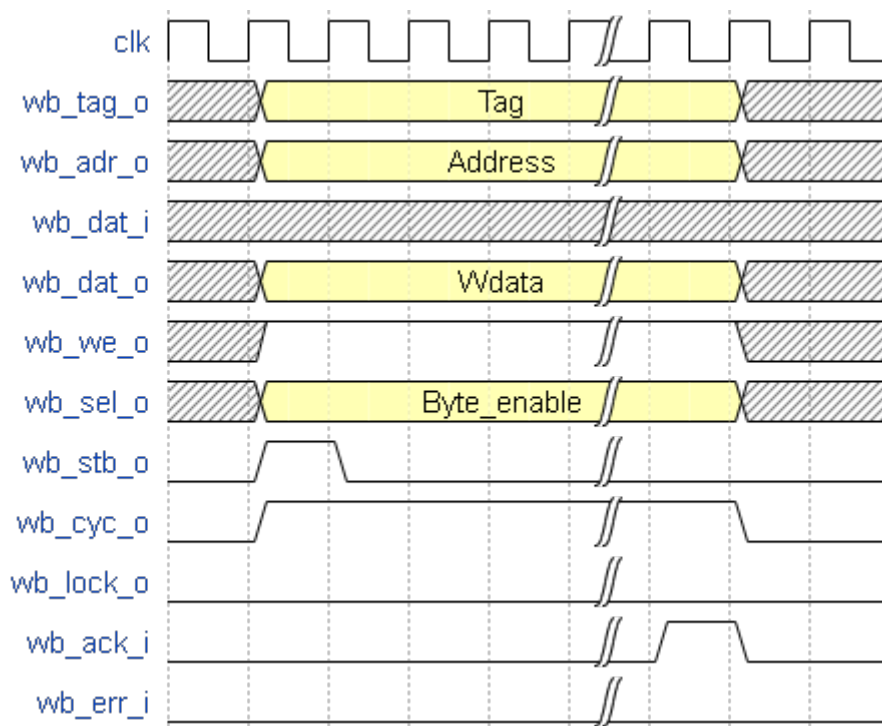 clk
wb_tag_o Tag
wb_adr_o Address
wb_dat_i
wb_dat_o Wdata
wb_we_o
wb_sel_o Byte_enable
wb_stb_o
wb_cyc_o
wb_lock_o
wb_ack_i
wb_err_i